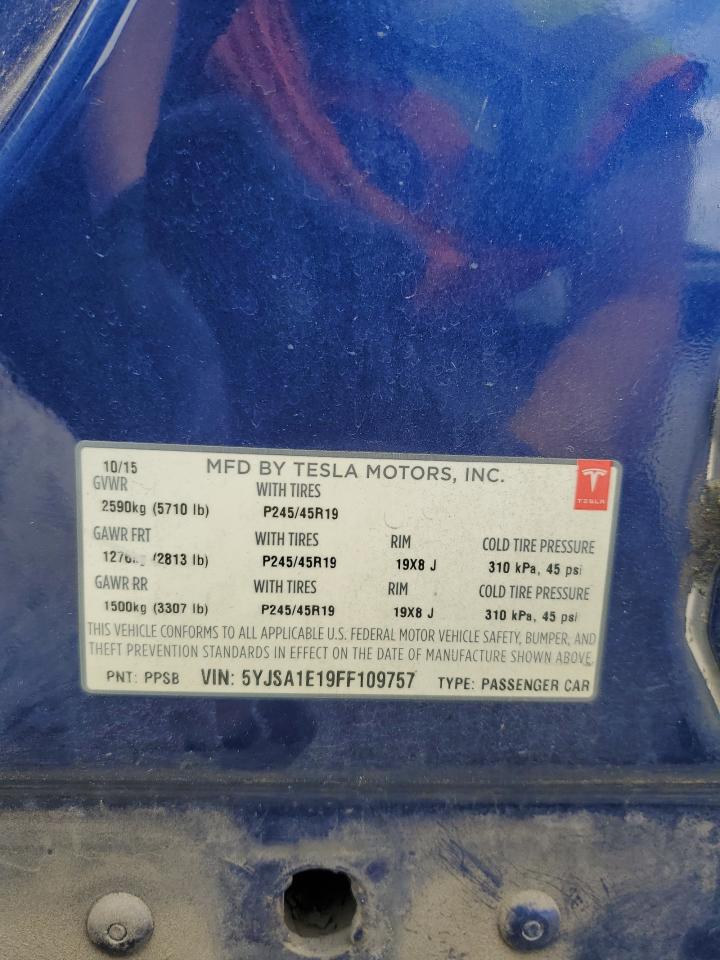 10/15 MFD BY TESLA MOTORS, INC.
TESLA
GVWR WITH TIRES
2590kg (5710 lb) P245/45R19
GAWR FRT WITH TIRES RIM COLD TIRE PRESSURE
(2813 lb) P245/45R19 19X8 J 310 kPa, 45 psi
GAWR RR WITH TIRES RIM COLD TIRE PRESSURE
1500kg (3307 lb) P245/45R19 19X8 J 310 kPa, 45 psi
THIS VEHICLE CONFORMS TO ALL APPLICABLE U.S. FEDERAL MOTOR VEHICLE SAFETY, BUMPER, AND
THEFT PREVENTION STANDARDS IN EFFECT ON THE DATE OF MANUFACTURE SHOWN ABOVE.
PNT: PPSB VIN: 5YJSA1E19FF109757 TYPE: PASSENGER CAR